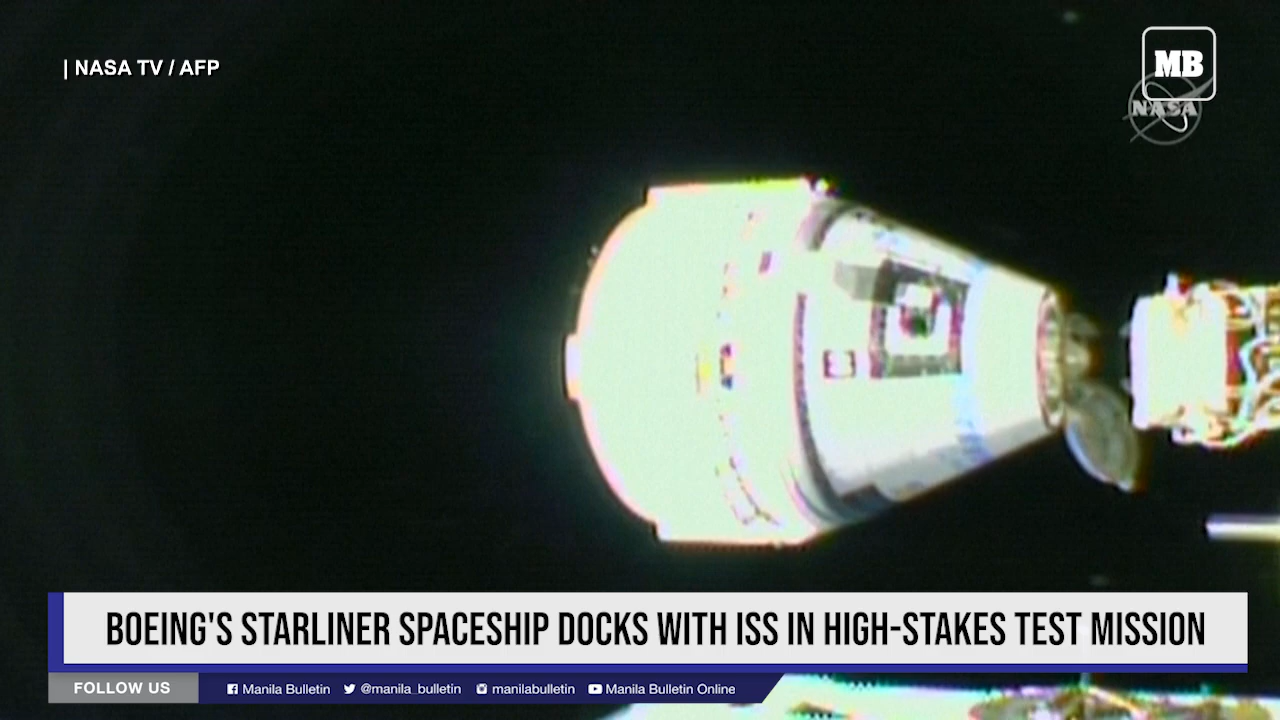 | NASA TV / AFP
MB
NASA
BOEING'S STARLINER SPACESHIP DOCKS WITH ISS IN HIGH-STAKES TEST MISSION
FOLLOW US
Manila Bulletin @manila_bulletin manilabulletin Manila Bulletin Online